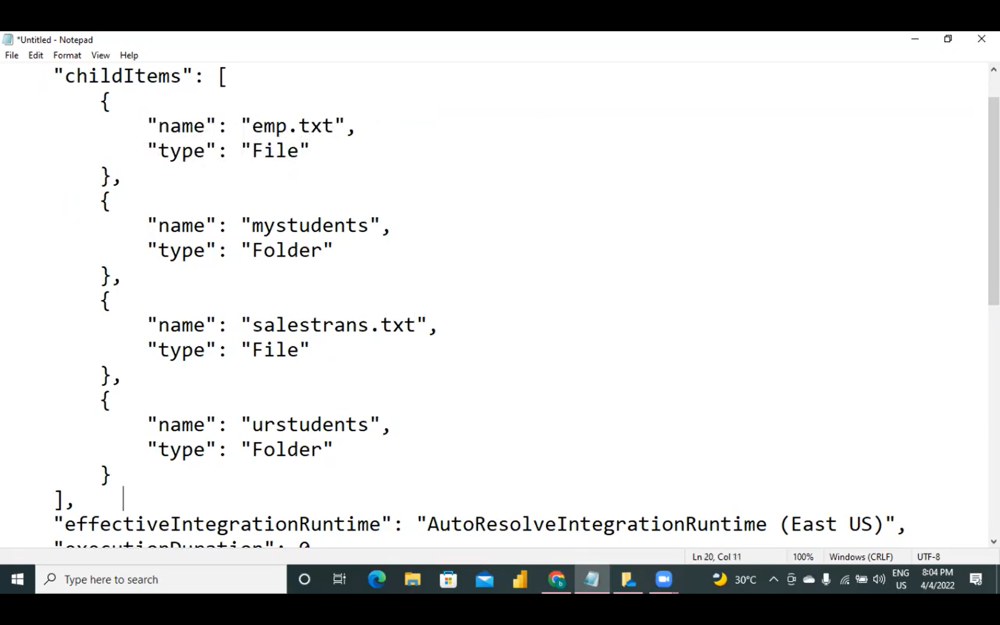 *Untitled - Notepad
File Edit Format View Help
"childItems": [
{
"name": "emp.txt",
"type": "File"
},
{
"name": "mystudents",
"type": "Folder"
},
{
"name": "salestrans.txt",
"type": "File"
},
{
"name": "urstudents",
"type": "Folder"
}
],
"effectiveIntegrationRuntime": "AutoResolveIntegrationRuntime (East US)",
"executionDuration": 0
Ln 20, Col 11 100% Windows (CRLF) UTF-8
Type here to search 30°C ENG US 8:04 PM 4/4/2022